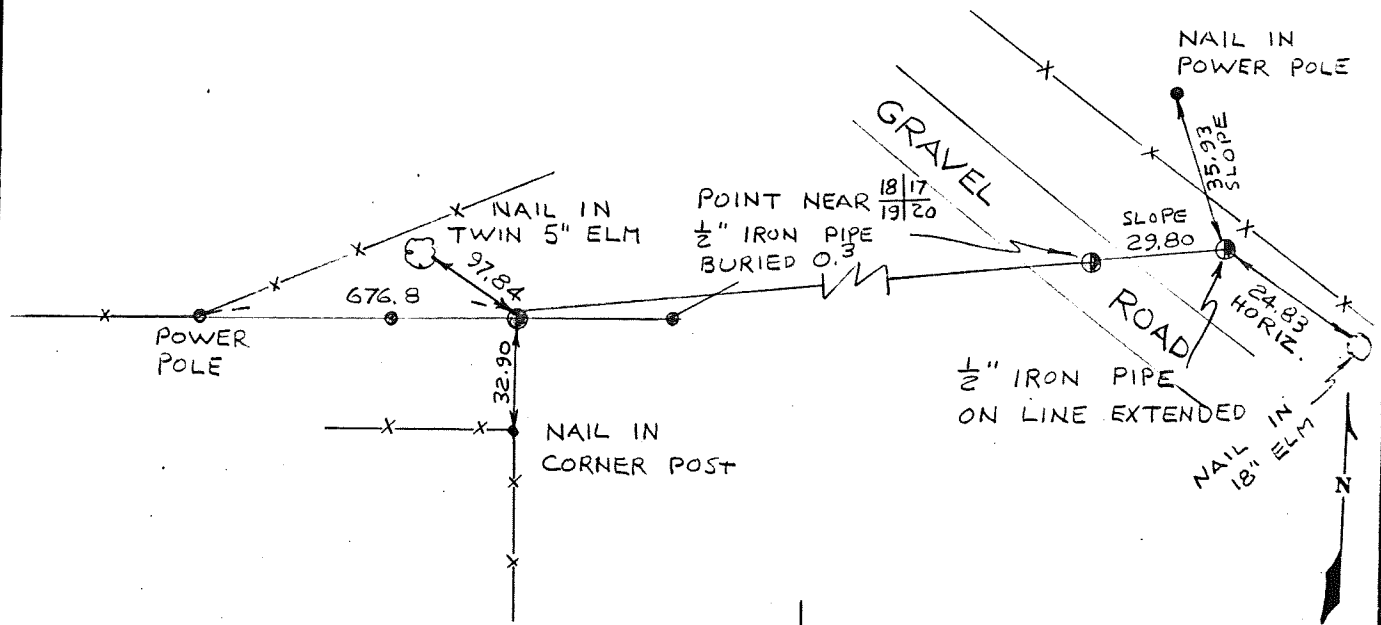 NAIL IN
POWER POLE
35.93
SLOPE
GRAVEL
ROAD
POINT NEAR 18|17
19|20
1/2" IRON PIPE
BURIED 0.3
SLOPE
29.80
NAIL IN
TWIN 5" ELM
97.84
676.8
POWER
POLE
32.90
NAIL IN
CORNER POST
24.83
HORIZ.
1/2" IRON PIPE
ON LINE EXTENDED
NAIL IN
18" ELM
N